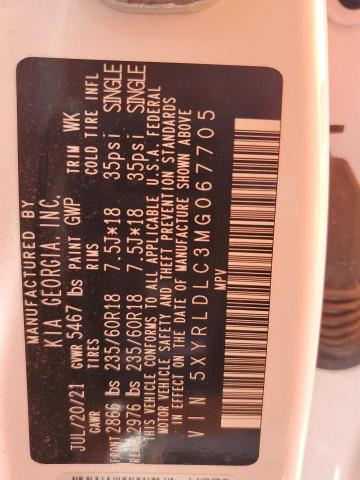 MANUFACTURED BY
KIA GEORGIA, INC.
JUL/20/21 GVWR 5467 lbs PAINT GWP TRIM WK
GAWR TIRES RIMS COLD TIRE INFL
FRONT 2866 lbs 235/60R18 7.5J*18 35psi SINGLE
REAR 2976 lbs 235/60R18 7.5J*18 35psi SINGLE
THIS VEHICLE CONFORMS TO ALL APPLICABLE U.S.A. FEDERAL
MOTOR VEHICLE SAFETY AND THEFT PREVENTION STANDARDS
IN EFFECT ON THE DATE OF MANUFACTURE SHOWN ABOVE
VIN 5XYRLDLC3MG067705
MPV